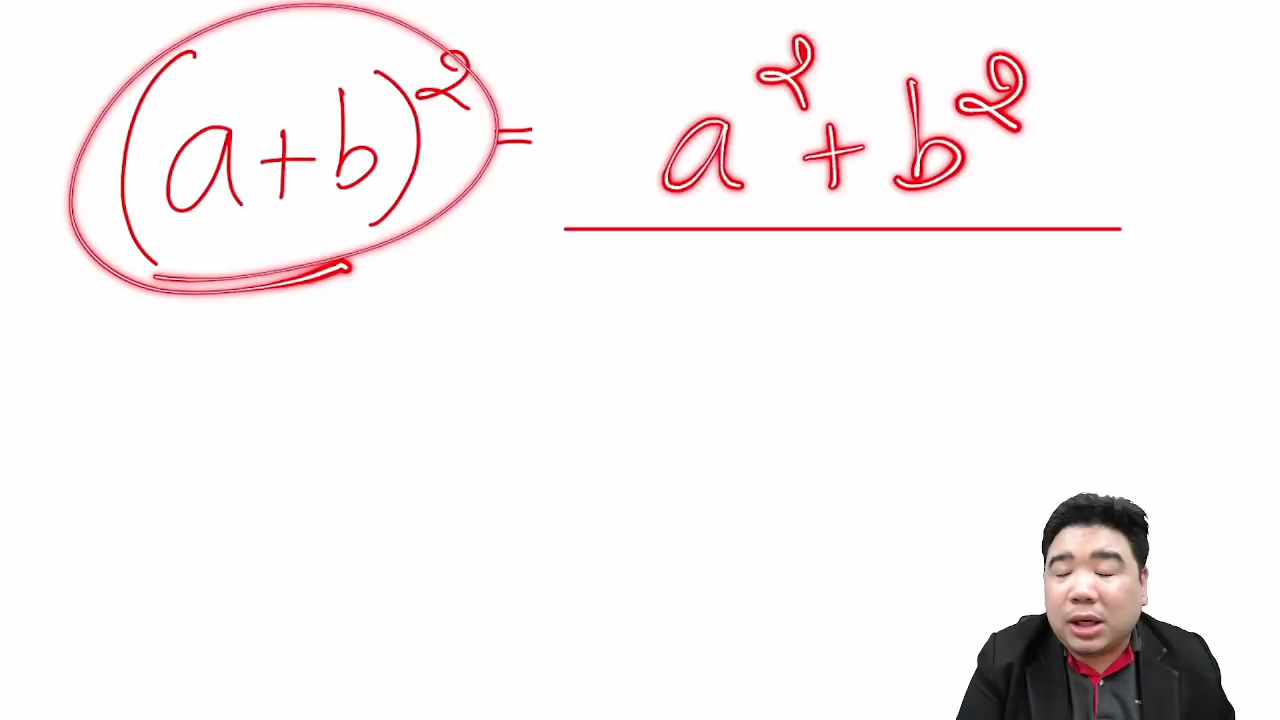 (a+b)² = a² + b²